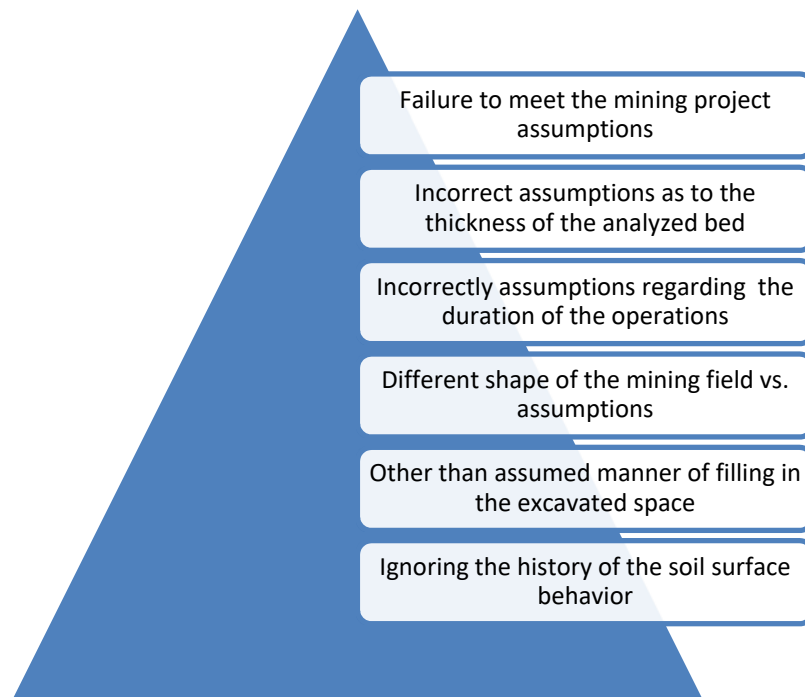 Failure to meet the mining project
assumptions
Incorrect assumptions as to the
thickness of the analyzed bed
Incorrectly assumptions regarding  the
duration of the operations
Different shape of the mining field vs.
assumptions
Other than assumed manner of filling in
the excavated space
Ignoring the history of the soil surface
behavior